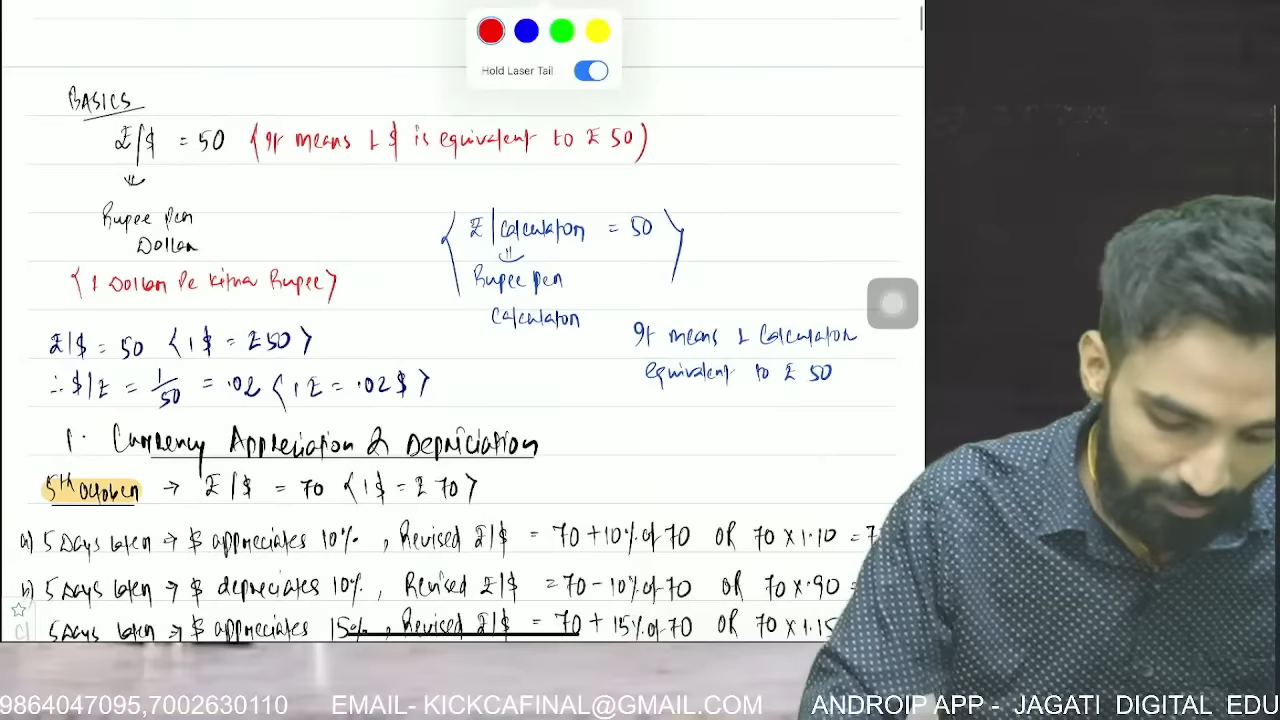 Hold Laser Tail
BASICS
₹/$ = 50 (It means 1 $ is equivalent to ₹ 50)
Rupee per
Dollar
(1 Dollar Pe Kitna Rupee)
₹/Calculator = 50
Rupee per
Calculator
It means 1 Calculator
equivalent to ₹ 50
₹/$ = 50 (1$ = ₹50)
∴ $/₹ = 1/50 = .02 (1₹ = .02$)
1. Currency Appreciation & Depriciation
5th October → ₹/$ = 70 (1$ = ₹70)
a) 5 Days later → $ appreciates 10%, Revised ₹/$ = 70 + 10% of 70 OR 70 x 1.10 = 7
b) 5 Days later → $ depreciates 10%, Revised ₹/$ = 70 - 10% of 70 OR 70 x .90 =
c) 5 Days later → $ appreciates 15%, Revised ₹/$ = 70 + 15% of 70 OR 70 x 1.15
9864047095,7002630110 EMAIL- KICKCAFINAL@GMAIL.COM ANDROIP APP - JAGATI DIGITAL EDU